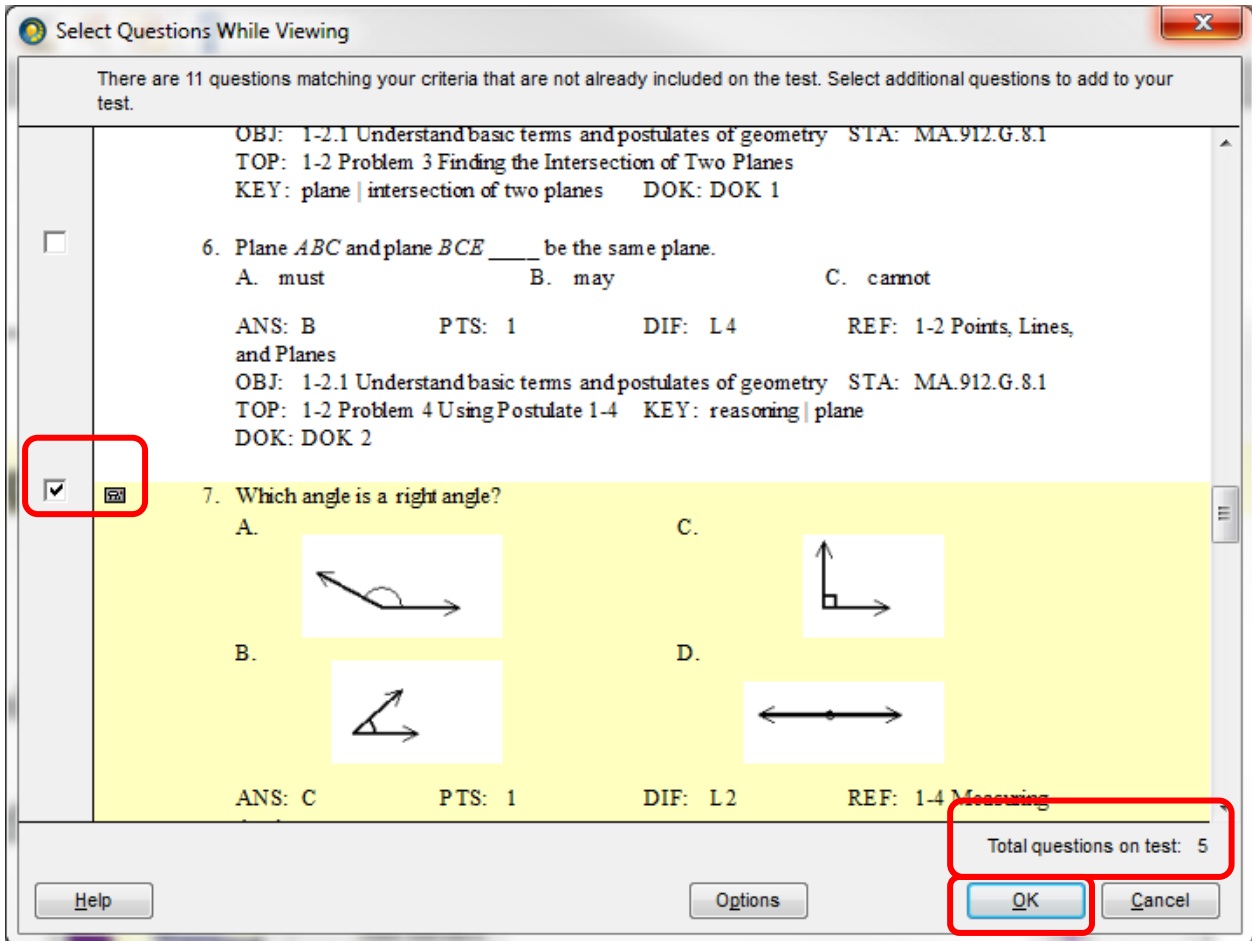 Select Questions While Viewing
X
There are 11 questions matching your criteria that are not already included on the test. Select additional questions to add to your
test.
OBJ: 1-2.1 Understand basic terms and postulates of geometry STA: MA.912.G.8.1
TOP: 1-2 Problem 3 Finding the Intersection of Two Planes
KEY: plane | intersection of two planes DOK: DOK 1
6. Plane ABC and plane BCE ____ be the same plane.
A. must B. may C. cannot
ANS: B PTS: 1 DIF: L4 REF: 1-2 Points, Lines,
and Planes
OBJ: 1-2.1 Understand basic terms and postulates of geometry STA: MA.912.G.8.1
TOP: 1-2 Problem 4 Using Postulate 1-4 KEY: reasoning | plane
DOK: DOK 2
7. Which angle is a right angle?
A. C.
B. D.
ANS: C PTS: 1 DIF: L2 REF: 1-4 Measuring
Total questions on test: 5
Help Options OK Cancel